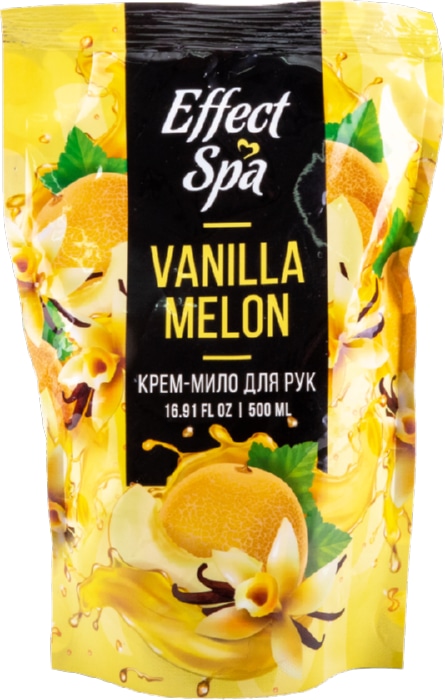 Effect
Spa
VANILLA
MELON
КРЕМ-МИЛО ДЛЯ РУК
16.91 FL OZ | 500 ML